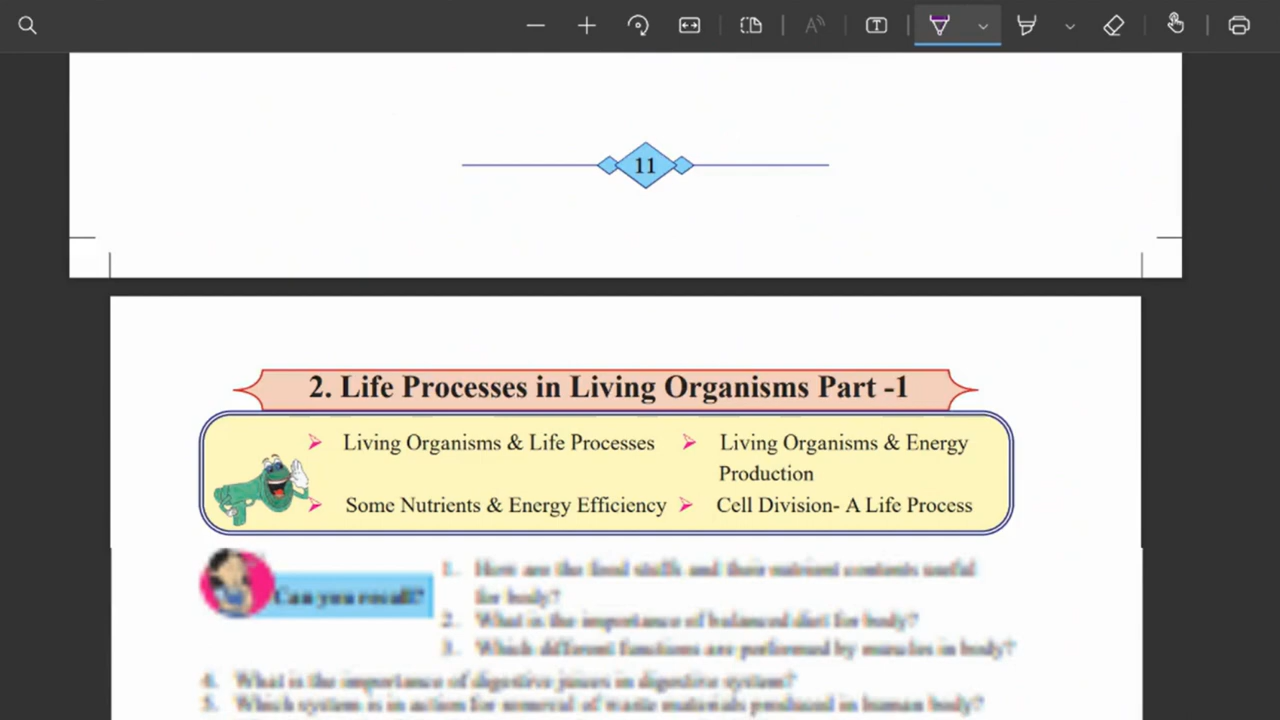 11
2. Life Processes in Living Organisms Part -1
Living Organisms & Life Processes
Living Organisms & Energy
Production
Some Nutrients & Energy Efficiency
Cell Division- A Life Process
Can you recall?
1. How are the food stuffs and their nutrient contents useful
for body?
2. What is the importance of balanced diet for body?
3. Which different functions are performed by muscles in body?
4. What is the importance of digestive juices in digestive system?
5. Which system is in action for removal of waste materials produced in human body?